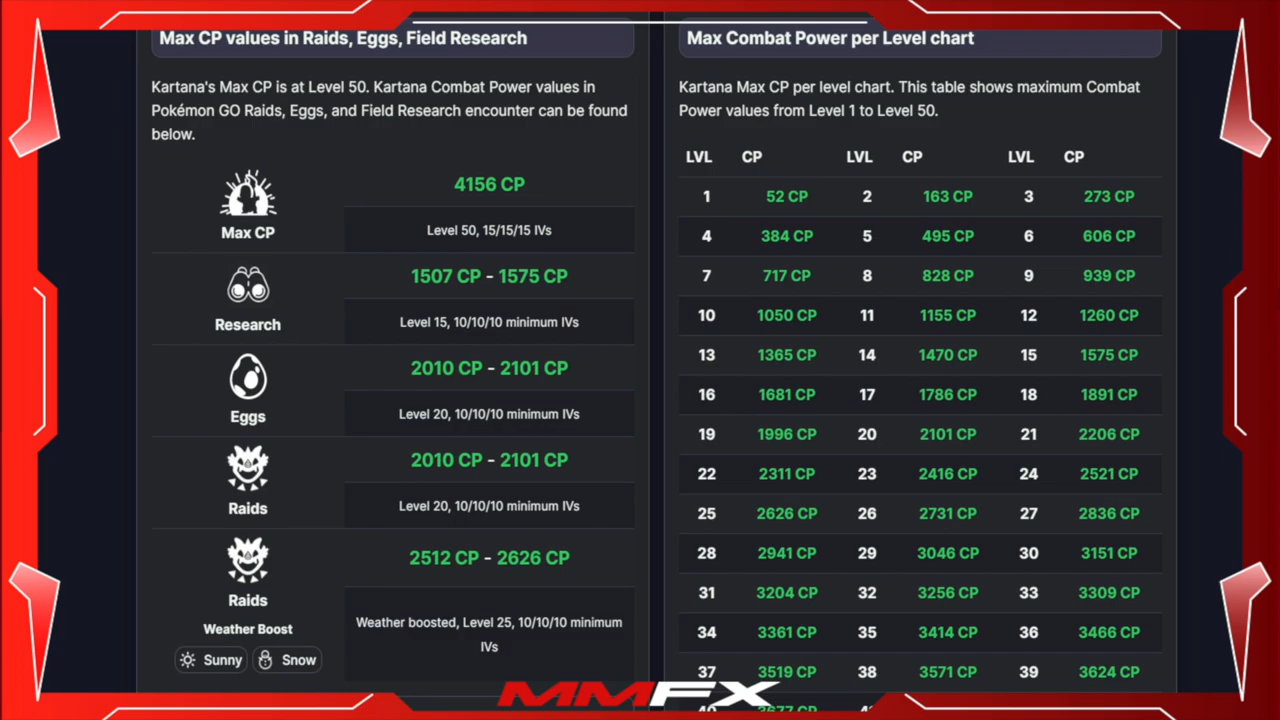 Max CP values in Raids, Eggs, Field Research
Kartana's Max CP is at Level 50. Kartana Combat Power values in
Pokémon GO Raids, Eggs, and Field Research encounter can be found
below.
Max CP
4156 CP
Level 50, 15/15/15 IVs
Research
1507 CP - 1575 CP
Level 15, 10/10/10 minimum IVs
Eggs
2010 CP - 2101 CP
Level 20, 10/10/10 minimum IVs
Raids
2010 CP - 2101 CP
Level 20, 10/10/10 minimum IVs
Raids
Weather Boost
Sunny Snow
2512 CP - 2626 CP
Weather boosted, Level 25, 10/10/10 minimum
IVs
Max Combat Power per Level chart
Kartana Max CP per level chart. This table shows maximum Combat
Power values from Level 1 to Level 50.
LVL CP LVL CP LVL CP
1 52 CP 2 163 CP 3 273 CP
4 384 CP 5 495 CP 6 606 CP
7 717 CP 8 828 CP 9 939 CP
10 1050 CP 11 1155 CP 12 1260 CP
13 1365 CP 14 1470 CP 15 1575 CP
16 1681 CP 17 1786 CP 18 1891 CP
19 1996 CP 20 2101 CP 21 2206 CP
22 2311 CP 23 2416 CP 24 2521 CP
25 2626 CP 26 2731 CP 27 2836 CP
28 2941 CP 29 3046 CP 30 3151 CP
31 3204 CP 32 3256 CP 33 3309 CP
34 3361 CP 35 3414 CP 36 3466 CP
37 3519 CP 38 3571 CP 39 3624 CP
40 3677 CP
MMFX